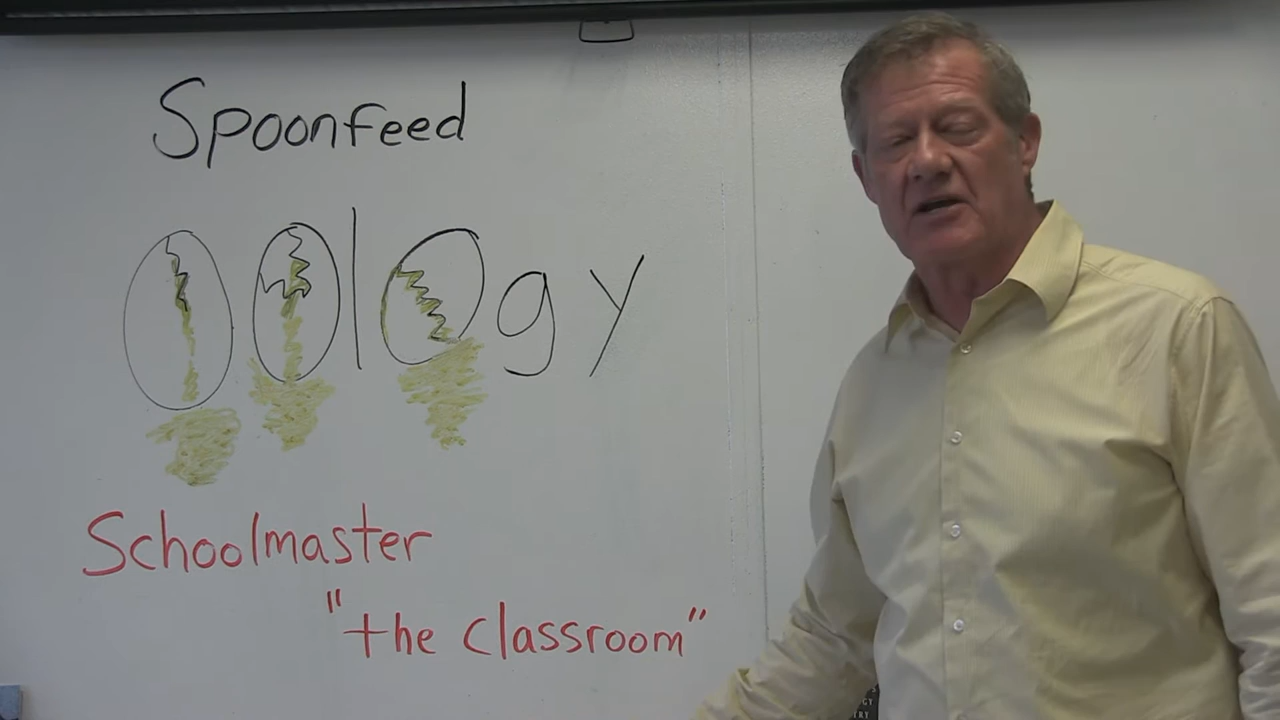 Spoonfeed
oology
Schoolmaster
"the classroom"